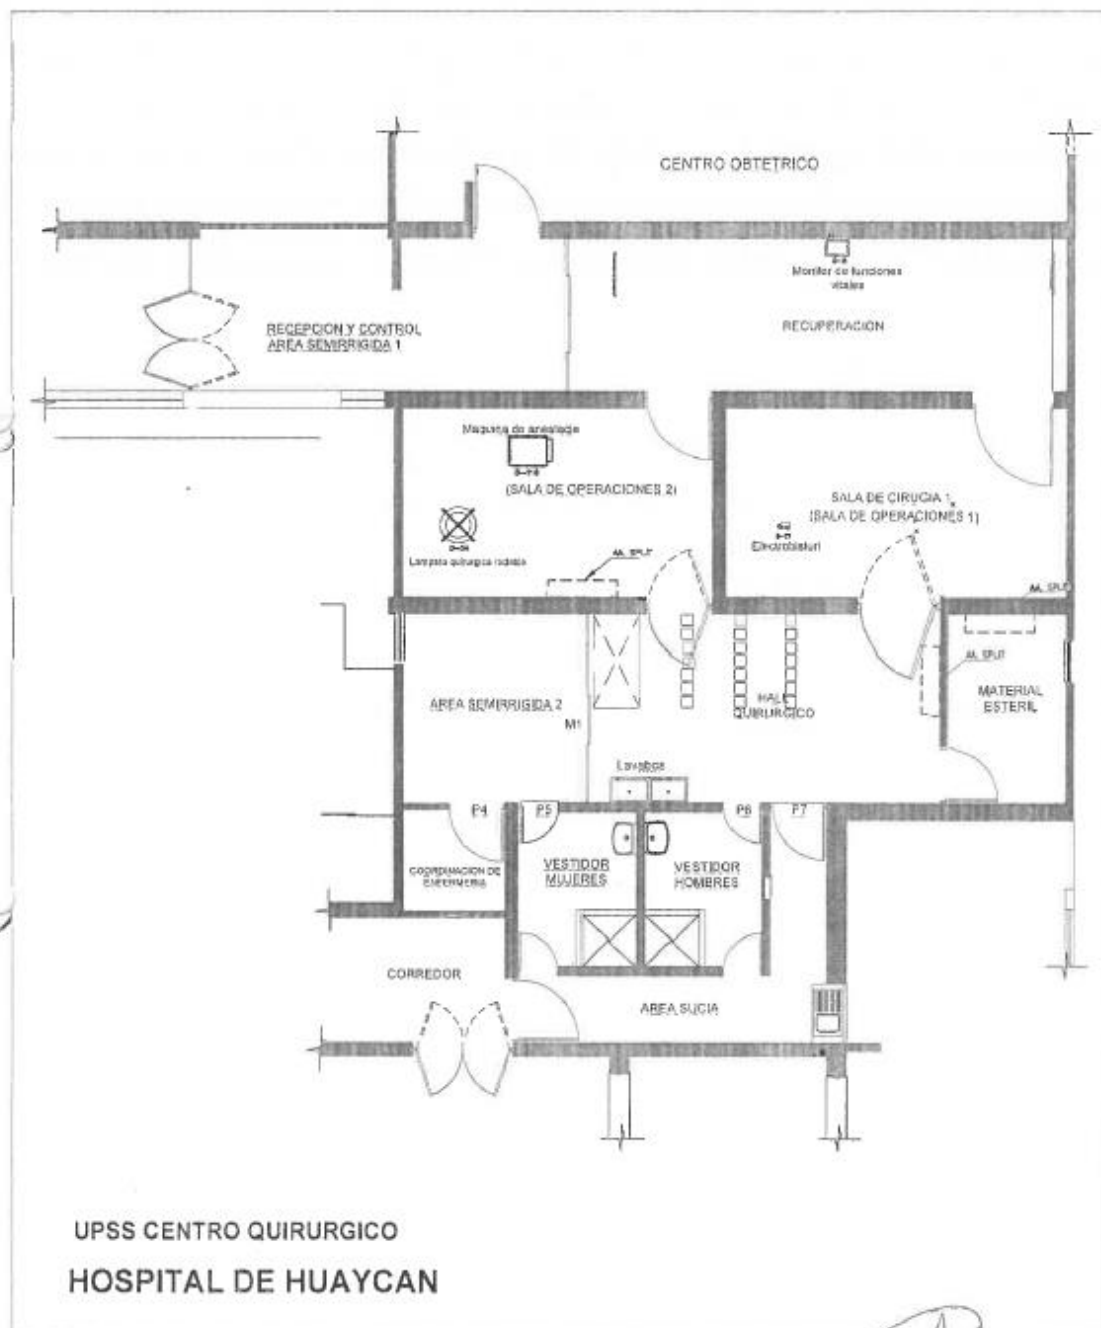 CENTRO OBTETRICO
Monitor de funciones
vitales
RECEPCION Y CONTROL
AREA SEMIRRIGIDA 1
RECUPERACION
Maquina de anestesia
(SALA DE OPERACIONES 2)
SALA DE CIRUGIA 1
(SALA DE OPERACIONES 1)
Electrobisturi
Lampara quirurgica rodable
AA. SPLIT
AA. SPLIT
AA. SPLIT
AREA SEMIRRIGIDA 2
M1
HALL
QUIRURGICO
MATERIAL
ESTERIL
Lavabos
P4
P5
P6
P7
COORDINACION DE
ENFERMERIA
VESTIDOR
MUJERES
VESTIDOR
HOMBRES
CORREDOR
AREA SUCIA
UPSS CENTRO QUIRURGICO
HOSPITAL DE HUAYCAN